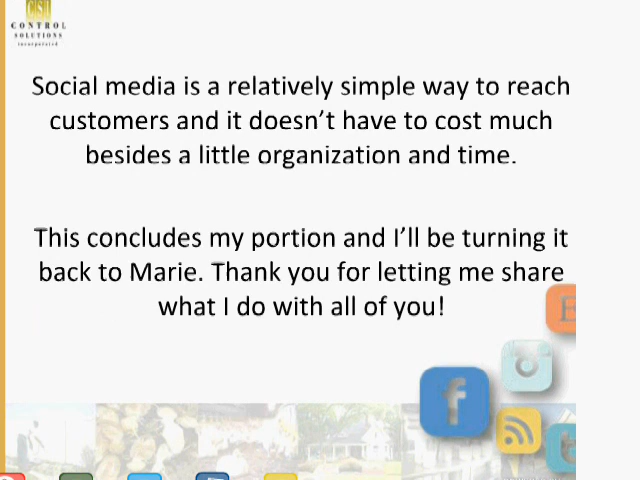 CSI
CONTROL
SOLUTIONS
incorporated
Social media is a relatively simple way to reach
customers and it doesn't have to cost much
besides a little organization and time.
This concludes my portion and I'll be turning it
back to Marie. Thank you for letting me share
what I do with all of you!